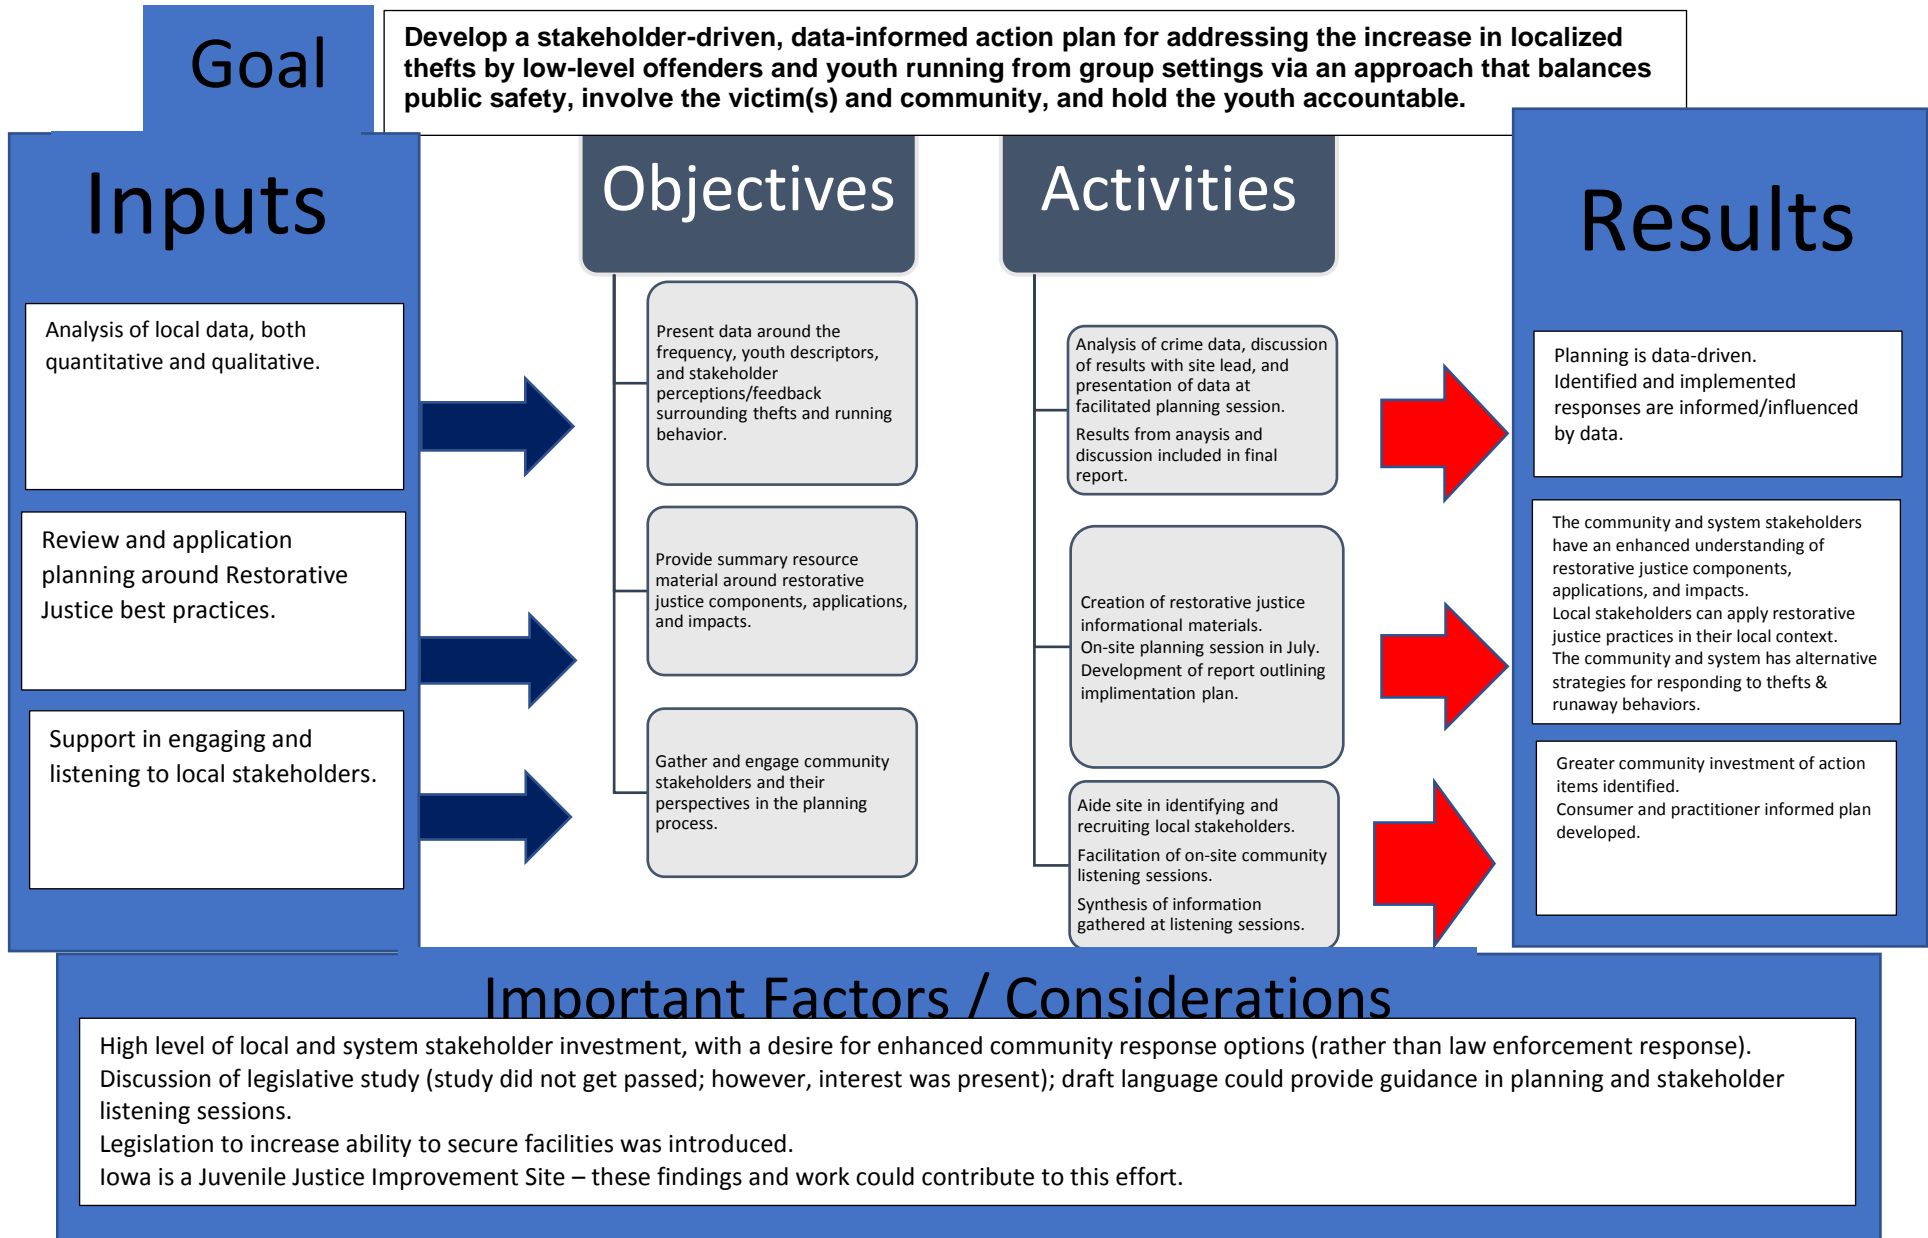 Goal
Develop a stakeholder-driven, data-informed action plan for addressing the increase in localized
thefts by low-level offenders and youth running from group settings via an approach that balances
public safety, involve the victim(s) and community, and hold the youth accountable.
Inputs
Analysis of local data, both
quantitative and qualitative.
Review and application
planning around Restorative
Justice best practices.
Support in engaging and
listening to local stakeholders.
Objectives
Present data around the
frequency, youth descriptors,
and stakeholder
perceptions/feedback
surrounding thefts and running
behavior.
Provide summary resource
material around restorative
justice components, applications,
and impacts.
Gather and engage community
stakeholders and their
perspectives in the planning
process.
Activities
Analysis of crime data, discussion
of results with site lead, and
presentation of data at
facilitated planning session.
Results from anaysis and
discussion included in final
report.
Creation of restorative justice
informational materials.
On-site planning session in July.
Development of report outlining
implimentation plan.
Aide site in identifying and
recruiting local stakeholders.
Facilitation of on-site community
listening sessions.
Synthesis of information
gathered at listening sessions.
Results
Planning is data-driven.
Identified and implemented
responses are informed/influenced
by data.
The community and system stakeholders
have an enhanced understanding of
restorative justice components,
applications, and impacts.
Local stakeholders can apply restorative
justice practices in their local context.
The community and system has alternative
strategies for responding to thefts &
runaway behaviors.
Greater community investment of action
items identified.
Consumer and practitioner informed plan
developed.
Important Factors / Considerations
High level of local and system stakeholder investment, with a desire for enhanced community response options (rather than law enforcement response).
Discussion of legislative study (study did not get passed; however, interest was present); draft language could provide guidance in planning and stakeholder
listening sessions.
Legislation to increase ability to secure facilities was introduced.
Iowa is a Juvenile Justice Improvement Site – these findings and work could contribute to this effort.